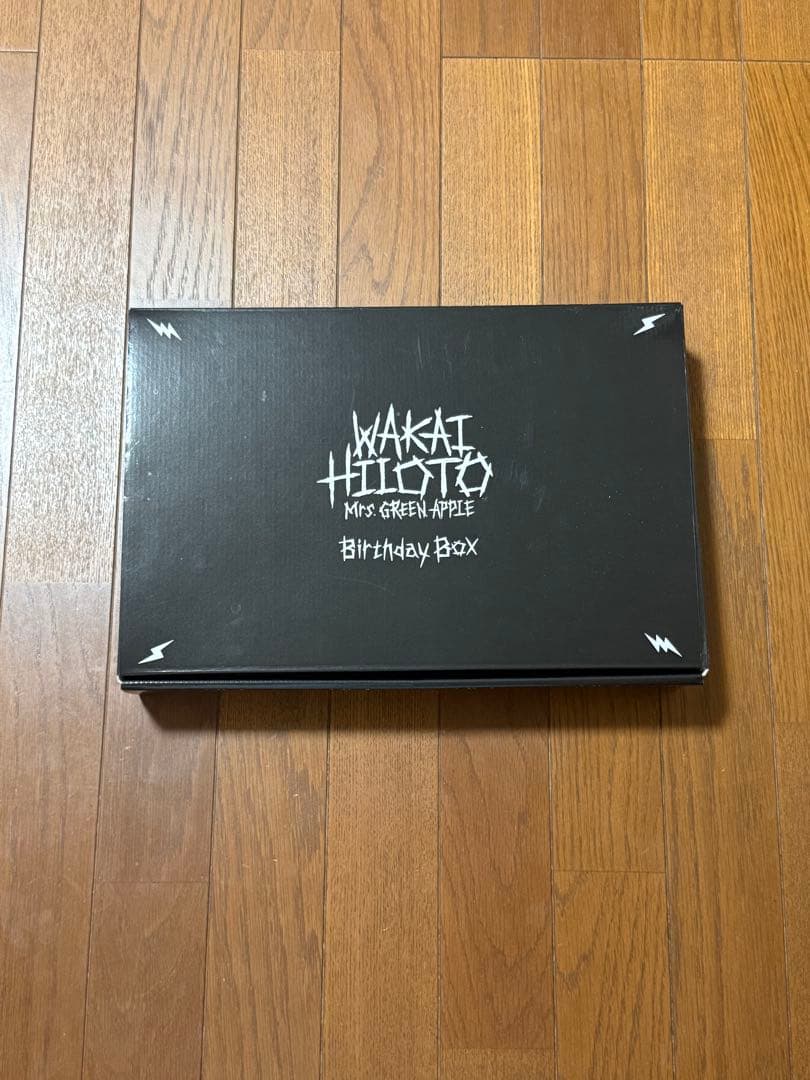 WAKAI
HIIOTO
Mrs. GREEN APPLE
Birthday Box